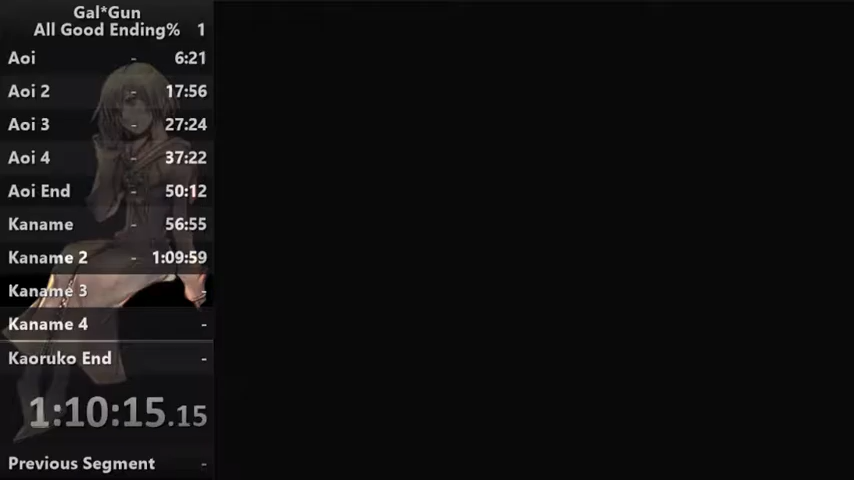 Gal*Gun
All Good Ending% 1
Aoi - 6:21
Aoi 2 - 17:56
Aoi 3 - 27:24
Aoi 4 - 37:22
Aoi End - 50:12
Kaname - 56:55
Kaname 2 - 1:09:59
Kaname 3 -
Kaname 4 -
Kaoruko End -
1:10:15.15
Previous Segment -